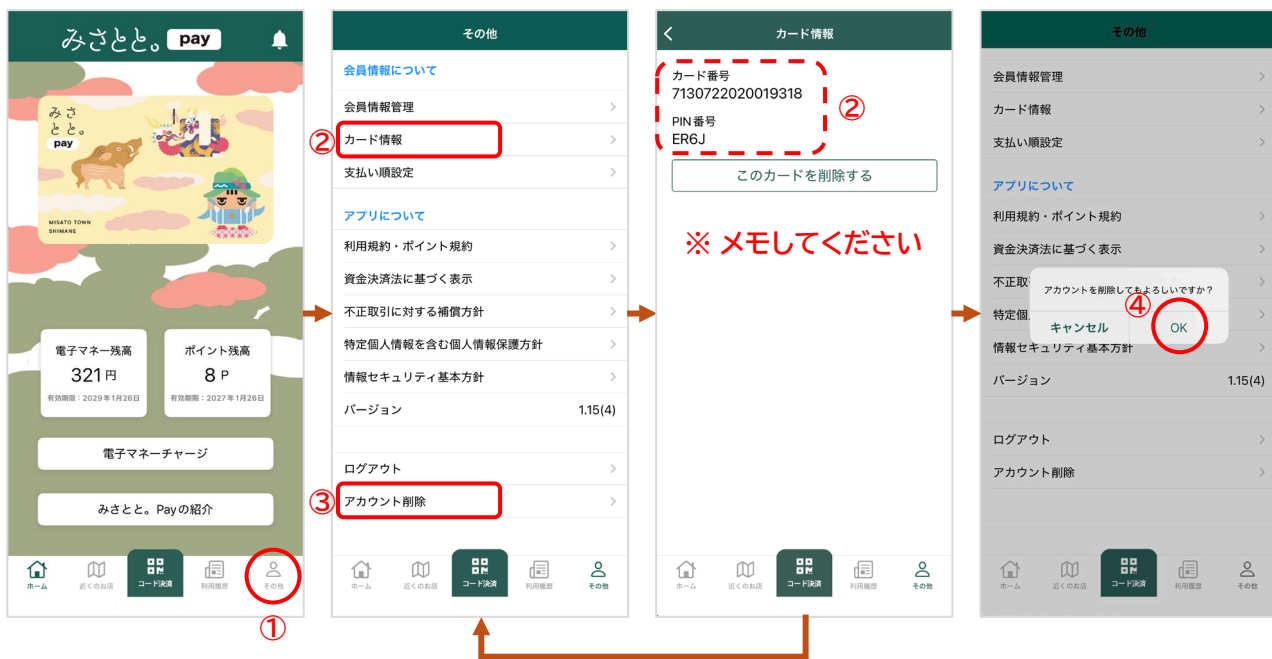 みさとと。 pay
みさ
とと。
pay
MISATO TOWN
SHIMANE
電子マネー残高
321円
有効期限：2029年1月26日
ポイント残高
8 P
有効期限：2027年1月26日
電子マネーチャージ
みさとと。Payの紹介
ホーム
近くのお店
コード決済
利用履歴
その他
①
その他
会員情報について
会員情報管理
② カード情報
支払い順設定
アプリについて
利用規約・ポイント規約
資金決済法に基づく表示
不正取引に対する補償方針
特定個人情報を含む個人情報保護方針
情報セキュリティ基本方針
バージョン 1.15(4)
ログアウト
③ アカウント削除
ホーム
近くのお店
コード決済
利用履歴
その他
カード情報
カード番号
7130722020019318
②
PIN番号
ER6J
このカードを削除する
※ メモしてください
ホーム
近くのお店
コード決済
利用履歴
その他
その他
会員情報管理
カード情報
支払い順設定
アプリについて
利用規約・ポイント規約
資金決済法に基づく表示
不正取
アカウントを削除してもよろしいですか？
特定個
④
キャンセル OK
情報セキュリティ基本方針
バージョン 1.15(4)
ログアウト
アカウント削除
ホーム
近くのお店
コード決済
利用履歴
その他